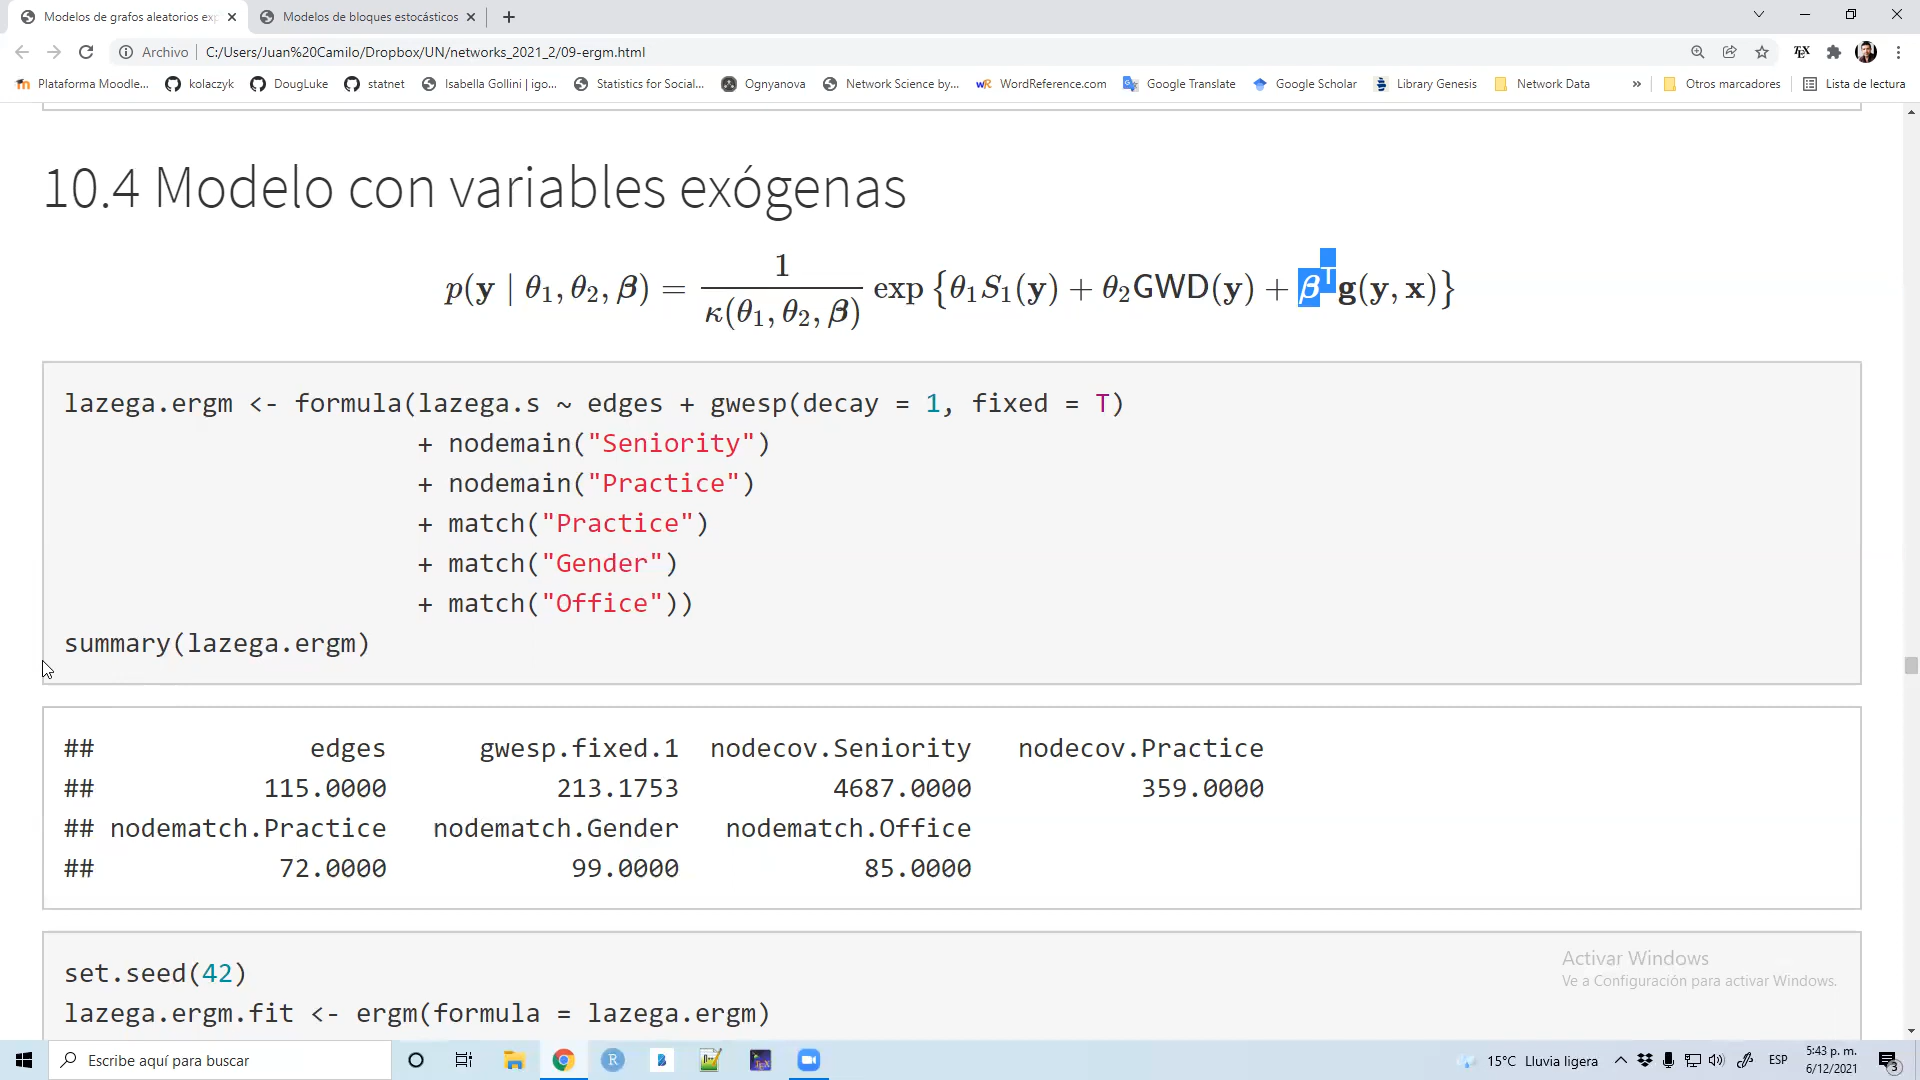 Modelos de grafos aleatorios exp
Modelos de bloques estocásticos
Archivo
C:/Users/Juan%20Camilo/Dropbox/UN/networks_2021_2/09-ergm.html
Plataforma Moodle... kolaczyk DougLuke statnet Isabella Gollini | igo... Statistics for Social... Ognyanova Network Science by... WR WordReference.com Google Translate Google Scholar Library Genesis Network Data » Otros marcadores Lista de lectura
10.4 Modelo con variables exógenas
p(y | θ1, θ2, β) = 1 / κ(θ1, θ2, β) exp {θ1S1(y) + θ2GWD(y) + β^T g(y, x)}
lazega.ergm <- formula(lazega.s ~ edges + gwesp(decay = 1, fixed = T)
+ nodemain("Seniority")
+ nodemain("Practice")
+ match("Practice")
+ match("Gender")
+ match("Office"))
summary(lazega.ergm)
## edges gwesp.fixed.1 nodecov.Seniority nodecov.Practice
## 115.0000 213.1753 4687.0000 359.0000
## nodematch.Practice nodematch.Gender nodematch.Office
## 72.0000 99.0000 85.0000
set.seed(42)
lazega.ergm.fit <- ergm(formula = lazega.ergm)
Activar Windows
Ve a Configuración para activar Windows.
Escribe aquí para buscar
15°C Lluvia ligera
ESP
5:43 p. m.
6/12/2021
3